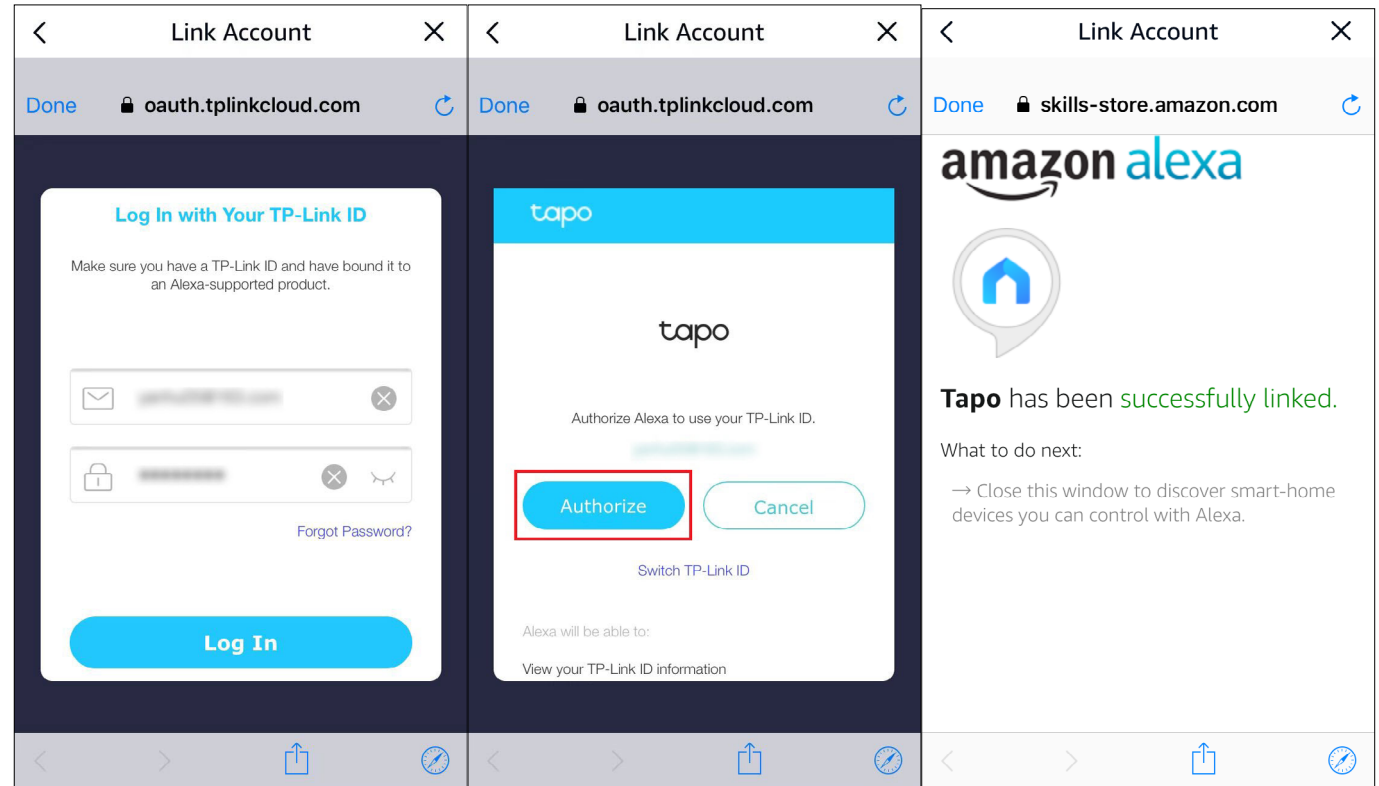 Link Account
Done oauth.tplinkcloud.com
Log In with Your TP-Link ID
Make sure you have a TP-Link ID and have bound it to
an Alexa-supported product.
Forgot Password?
Log In
Link Account
Done oauth.tplinkcloud.com
tapo
tapo
Authorize Alexa to use your TP-Link ID.
Authorize Cancel
Switch TP-Link ID
Alexa will be able to:
View your TP-Link ID information
Link Account
Done skills-store.amazon.com
amazon alexa
Tapo has been successfully linked.
What to do next:
→ Close this window to discover smart-home
devices you can control with Alexa.